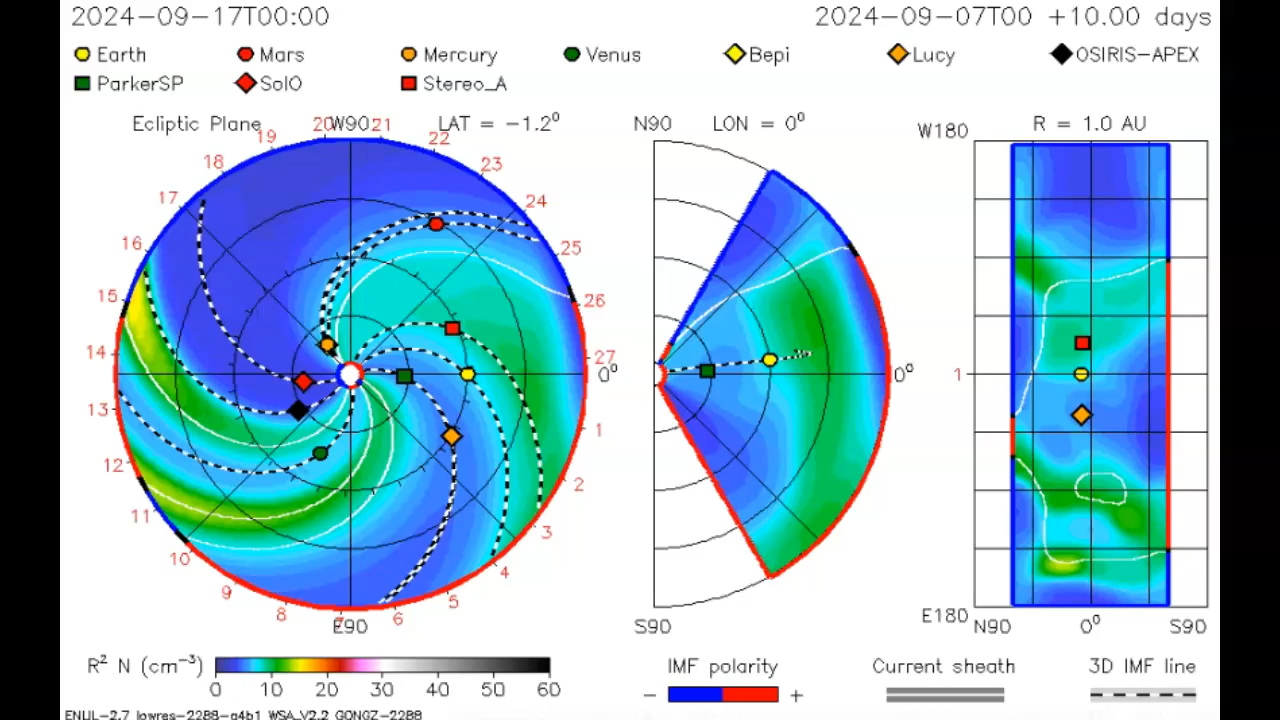 2024-09-17T00:00 2024-09-07T00 +10.00 days
Earth Mars Mercury Venus Bepi Lucy OSIRIS-APEX
ParkerSP SolO Stereo_A
Ecliptic Plane W90 LAT = -1.2° N90 LON = 0° W180 R = 1.0 AU
19 20 21 22
18 23
17 24
16 25
15 26
14 27
0° 0° 1
13 1
12 2
11 3
10 4
9 5
8 7 6
E90 S90 E180 N90 0° S90
R² N (cm⁻³) IMF polarity Current sheath 3D IMF line
0 10 20 30 40 50 60 - +
ENLIL-2.7 lowres-2288-a4b1 WSA_V2.2 GONGZ-2288